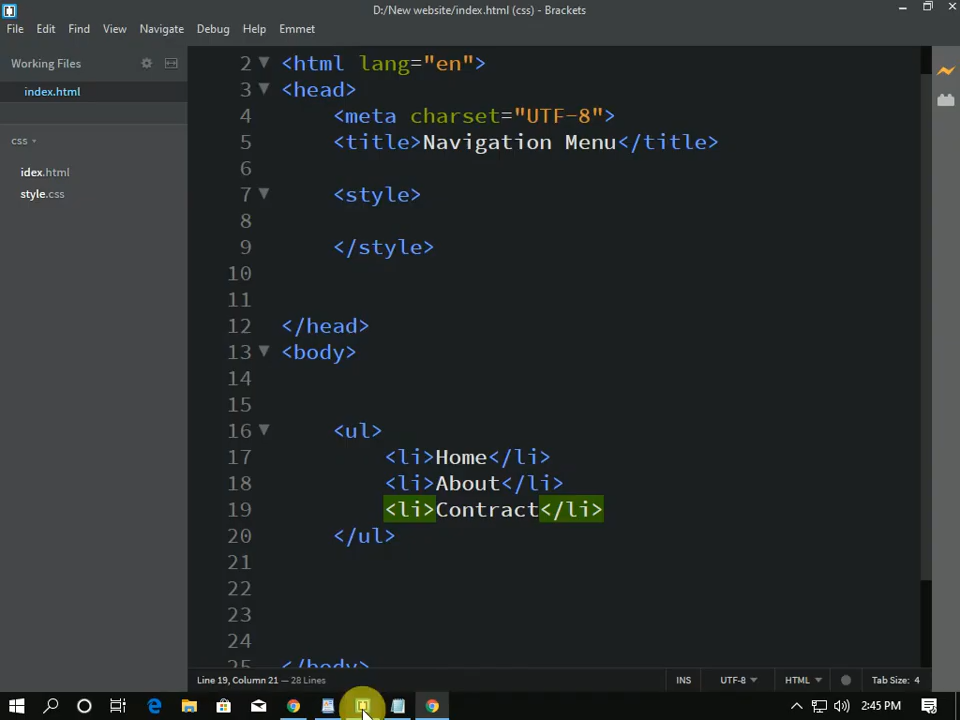 D:/New website/index.html (css) - Brackets
File Edit Find View Navigate Debug Help Emmet
Working Files
index.html
css
idex.html
style.css
2 <html lang="en">
3 <head>
4 <meta charset="UTF-8">
5 <title>Navigation Menu</title>
6
7 <style>
8
9 </style>
10
11
12 </head>
13 <body>
14
15
16 <ul>
17 <li>Home</li>
18 <li>About</li>
19 <li>Contract</li>
20 </ul>
21
22
23
24
25 </body>
Line 19, Column 21 — 28 Lines INS UTF-8 HTML Tab Size: 4
2:45 PM